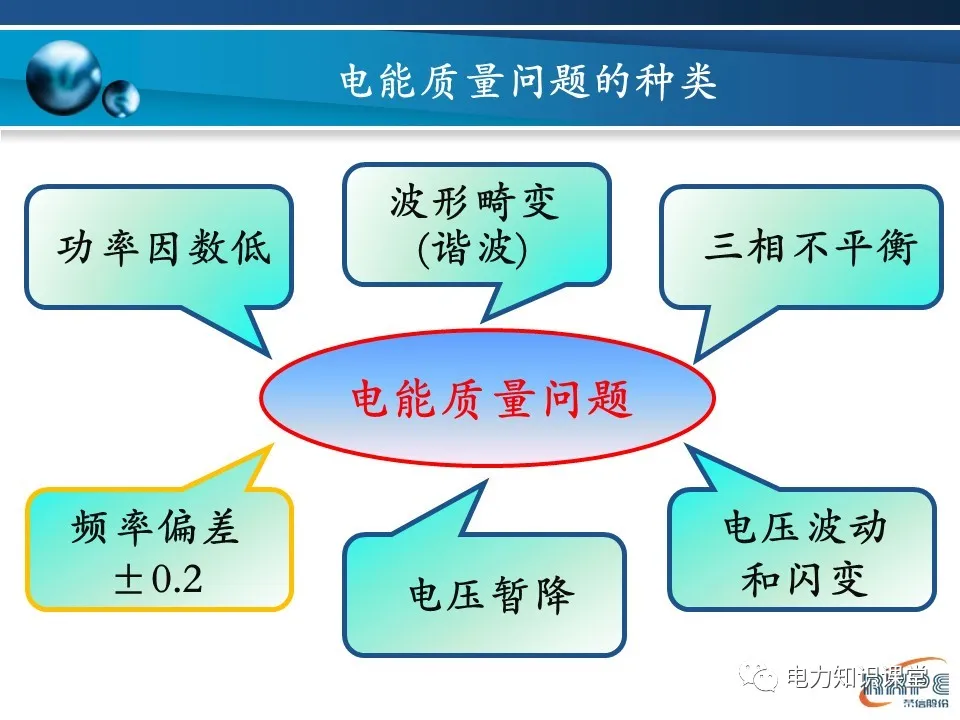 电能质量问题的种类
功率因数低
波形畸变
(谐波)
三相不平衡
电能质量问题
频率偏差
±0.2
电压暂降
电压波动
和闪变
电力知识课堂
荣信股份